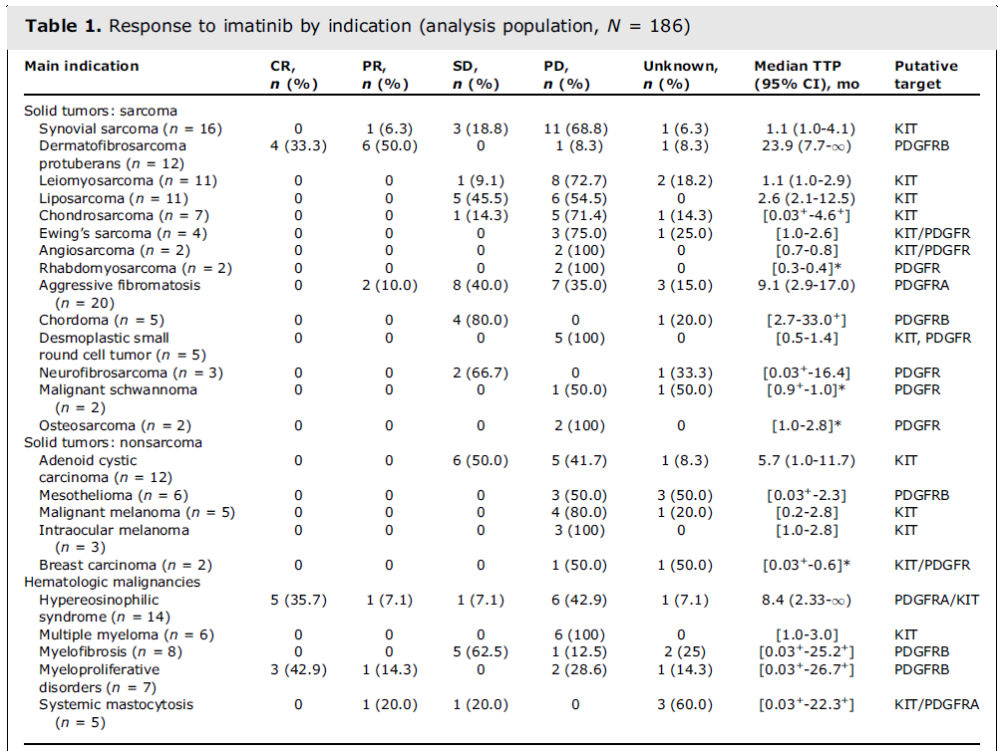 Table 1. Response to imatinib by indication (analysis population, N = 186)
Main indication CR, n (%) PR, n (%) SD, n (%) PD, n (%) Unknown, n (%) Median TTP (95% CI), mo Putative target
Solid tumors: sarcoma
Synovial sarcoma (n = 16) 0 1 (6.3) 3 (18.8) 11 (68.8) 1 (6.3) 1.1 (1.0-4.1) KIT
Dermatofibrosarcoma 4 (33.3) 6 (50.0) 0 1 (8.3) 1 (8.3) 23.9 (7.7-∞) PDGFRB
protuberans (n = 12)
Leiomyosarcoma (n = 11) 0 0 1 (9.1) 8 (72.7) 2 (18.2) 1.1 (1.0-2.9) KIT
Liposarcoma (n = 11) 0 0 5 (45.5) 6 (54.5) 0 2.6 (2.1-12.5) KIT
Chondrosarcoma (n = 7) 0 0 1 (14.3) 5 (71.4) 1 (14.3) [0.03⁺-4.6⁺] KIT
Ewing's sarcoma (n = 4) 0 0 0 3 (75.0) 1 (25.0) [1.0-2.6] KIT/PDGFR
Angiosarcoma (n = 2) 0 0 0 2 (100) 0 [0.7-0.8] KIT/PDGFR
Rhabdomyosarcoma (n = 2) 0 0 0 2 (100) 0 [0.3-0.4]* PDGFR
Aggressive fibromatosis 0 2 (10.0) 8 (40.0) 7 (35.0) 3 (15.0) 9.1 (2.9-17.0) PDGFRA
(n = 20)
Chordoma (n = 5) 0 0 4 (80.0) 0 1 (20.0) [2.7-33.0⁺] PDGFRB
Desmoplastic small 0 0 0 5 (100) 0 [0.5-1.4] KIT, PDGFR
round cell tumor (n = 5)
Neurofibrosarcoma (n = 3) 0 0 2 (66.7) 0 1 (33.3) [0.03⁺-16.4] PDGFR
Malignant schwannoma 0 0 0 1 (50.0) 1 (50.0) [0.9⁺-1.0]* PDGFR
(n = 2)
Osteosarcoma (n = 2) 0 0 0 2 (100) 0 [1.0-2.8]* PDGFR
Solid tumors: nonsarcoma
Adenoid cystic 0 0 6 (50.0) 5 (41.7) 1 (8.3) 5.7 (1.0-11.7) KIT
carcinoma (n = 12)
Mesothelioma (n = 6) 0 0 0 3 (50.0) 3 (50.0) [0.03⁺-2.3] PDGFRB
Malignant melanoma (n = 5) 0 0 0 4 (80.0) 1 (20.0) [0.2-2.8] KIT
Intraocular melanoma 0 0 0 3 (100) 0 [1.0-2.8] KIT
(n = 3)
Breast carcinoma (n = 2) 0 0 0 1 (50.0) 1 (50.0) [0.03⁺-0.6]* KIT/PDGFR
Hematologic malignancies
Hypereosinophilic 5 (35.7) 1 (7.1) 1 (7.1) 6 (42.9) 1 (7.1) 8.4 (2.33-∞) PDGFRA/KIT
syndrome (n = 14)
Multiple myeloma (n = 6) 0 0 0 6 (100) 0 [1.0-3.0] KIT
Myelofibrosis (n = 8) 0 0 5 (62.5) 1 (12.5) 2 (25) [0.03⁺-25.2⁺] PDGFRB
Myeloproliferative 3 (42.9) 1 (14.3) 0 2 (28.6) 1 (14.3) [0.03⁺-26.7⁺] PDGFRB
disorders (n = 7)
Systemic mastocytosis 0 1 (20.0) 1 (20.0) 0 3 (60.0) [0.03⁺-22.3⁺] KIT/PDGFRA
(n = 5)